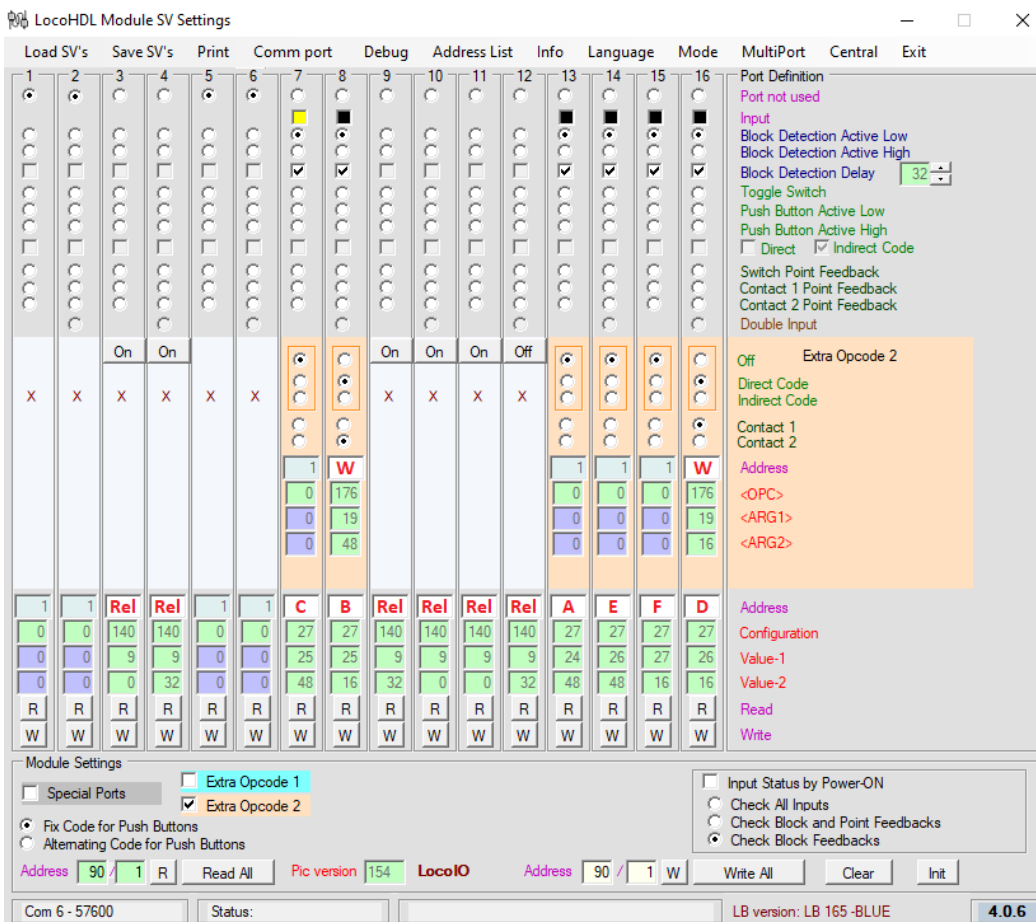 LocoHDL Module SV Settings
Load SV's Save SV's Print Comm port Debug Address List Info Language Mode MultiPort Central Exit
1 2 3 4 5 6 7 8 9 10 11 12 13 14 15 16 Port Definition
Port not used
Input
Block Detection Active Low
Block Detection Active High
Block Detection Delay 32
Toggle Switch
Push Button Active Low
Push Button Active High
Direct Indirect Code
Switch Point Feedback
Contact 1 Point Feedback
Contact 2 Point Feedback
Double Input
On On On On On Off Off Extra Opcode 2
X X X X X X X X X X Direct Code
Indirect Code
Contact 1
Contact 2
1 W 1 1 1 W Address
0 176 0 0 0 176 <OPC>
0 19 0 0 0 19 <ARG1>
0 48 0 0 0 16 <ARG2>
1 1 Rel Rel 1 1 C B Rel Rel Rel Rel A E F D Address
0 0 140 140 0 0 27 27 140 140 140 140 27 27 27 27 Configuration
0 0 9 9 0 0 25 25 9 9 9 9 24 26 27 26 Value-1
0 0 0 32 0 0 48 16 32 0 0 32 48 48 16 16 Value-2
R R R R R R R R R R R R R R R R Read
W W W W W W W W W W W W W W W W Write
Module Settings
Special Ports
Extra Opcode 1
Extra Opcode 2
Fix Code for Push Buttons
Alternating Code for Push Buttons
Input Status by Power-ON
Check All Inputs
Check Block and Point Feedbacks
Check Block Feedbacks
Address 90 / 1 R Read All Pic version 154 LocoIO Address 90 / 1 W Write All Clear Init
Com 6 - 57600 Status: LB version: LB 165 -BLUE 4.0.6